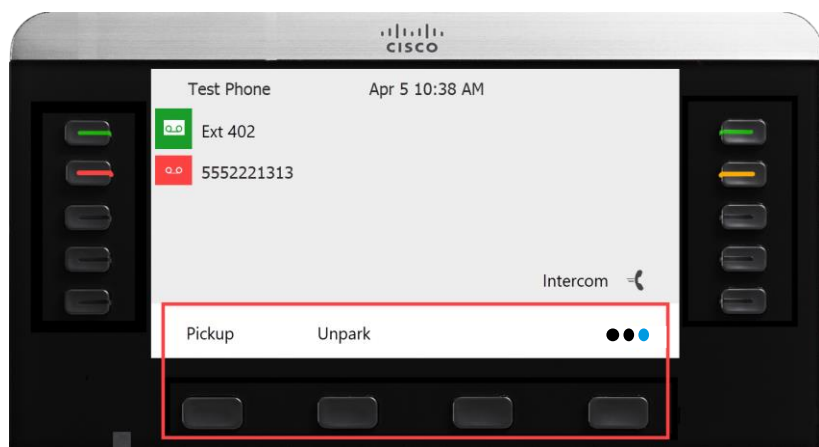 CISCO
Test Phone Apr 5 10:38 AM
Ext 402
5552221313
Intercom
Pickup Unpark